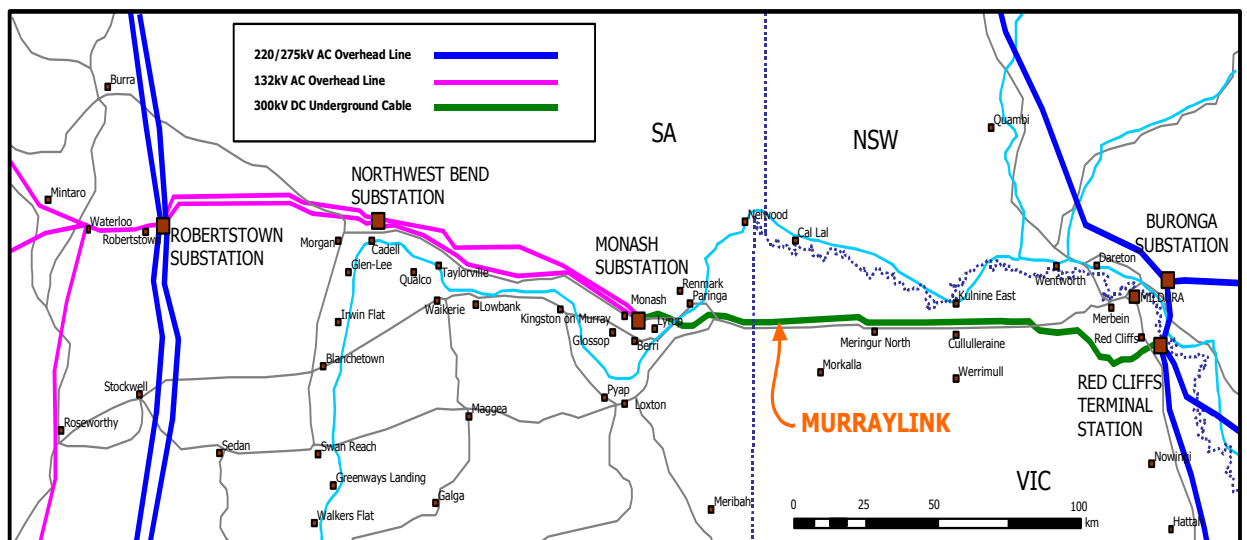 220/275kV AC Overhead Line
132kV AC Overhead Line
300kV DC Underground Cable
Burra
SA
NSW
Quambi
Mintaro
NORTHWEST BEND
SUBSTATION
Waterloo
Robertstown
ROBERTSTOWN
SUBSTATION
Morgan
Cadell
Nelwood
Cal Lal
BURONGA
SUBSTATION
MONASH
SUBSTATION
Glen-Lee
Qualco
Taylorville
Renmark
Paringa
Wentworth
Dareton
Waikerie
Lowbank
Kingston on Murray
Monash
Kulnine East
MILDURA
Merbein
Irwin Flat
Glossop
Lyrup
Berri
Meringur North
Cullulleraine
Red Cliffs
Blanchetown
Morkalla
Werrimull
Stockwell
Pyap
Loxton
RED CLIFFS
TERMINAL
STATION
Roseworthy
Maggea
MURRAYLINK
Sedan
Swan Reach
Nowingi
Greenways Landing
VIC
Galga
Meribah
0
25
50
75
100
km
Walkers Flat
Hattah